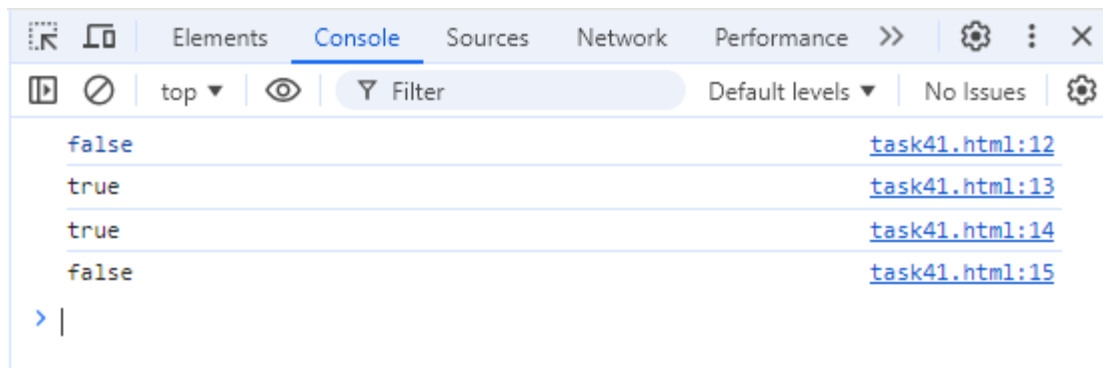 Elements Console Sources Network Performance
top Filter Default levels No Issues
false task41.html:12
true task41.html:13
true task41.html:14
false task41.html:15